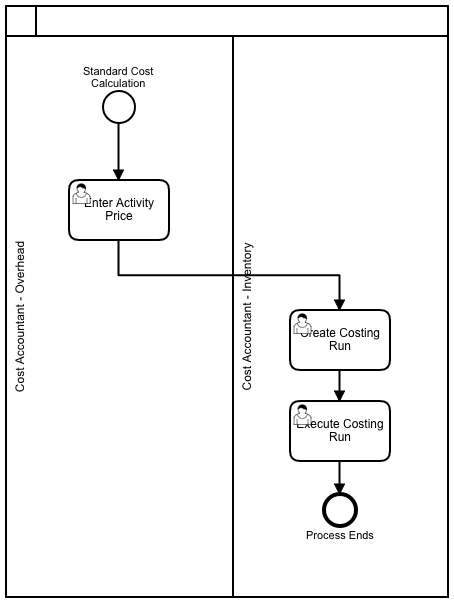 Standard Cost
Calculation
Enter Activity
Price
Cost Accountant - Overhead
Cost Accountant - Inventory
Create Costing
Run
Execute Costing
Run
Process Ends